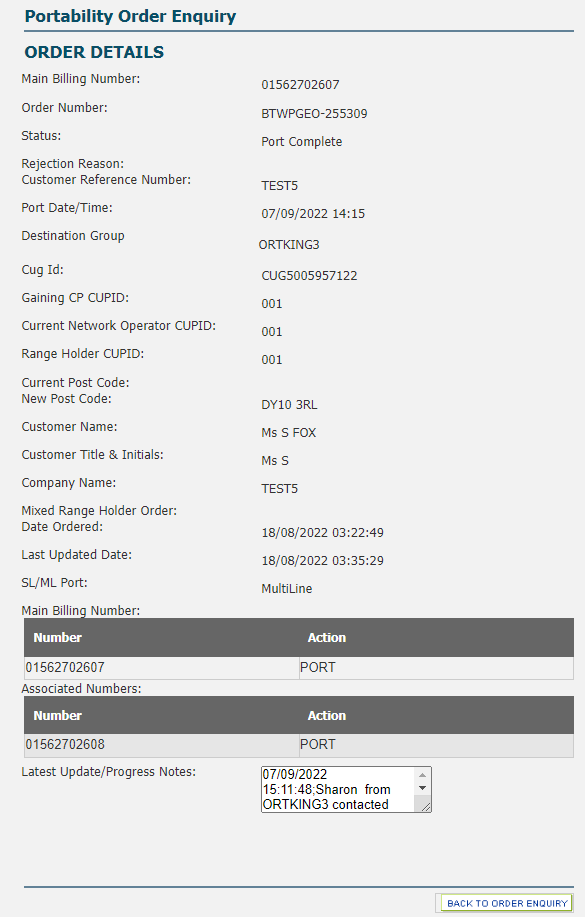 Portability Order Enquiry
ORDER DETAILS
Main Billing Number: 01562702607
Order Number: BTWPGEO-255309
Status: Port Complete
Rejection Reason:
Customer Reference Number: TEST5
Port Date/Time: 07/09/2022 14:15
Destination Group ORTKING3
Cug Id: CUG5005957122
Gaining CP CUPID: 001
Current Network Operator CUPID: 001
Range Holder CUPID: 001
Current Post Code:
New Post Code: DY10 3RL
Customer Name: Ms S FOX
Customer Title & Initials: Ms S
Company Name: TEST5
Mixed Range Holder Order:
Date Ordered: 18/08/2022 03:22:49
Last Updated Date: 18/08/2022 03:35:29
SL/ML Port: MultiLine
Main Billing Number:
Number Action
01562702607 PORT
Associated Numbers:
Number Action
01562702608 PORT
Latest Update/Progress Notes: 07/09/2022
15:11:48;Sharon from
ORTKING3 contacted
BACK TO ORDER ENQUIRY